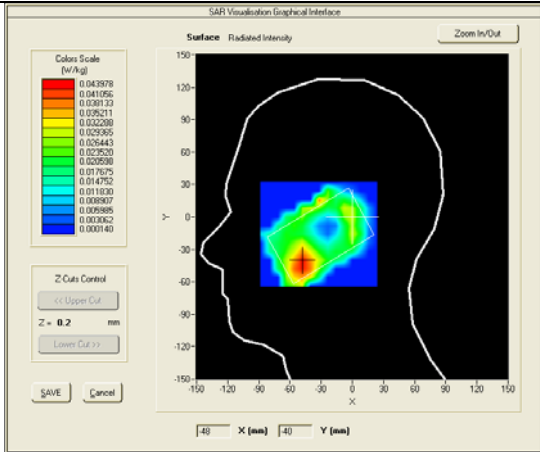 SAR Visualisation Graphical Interface
Surface Radiated Intensity
Zoom In/Out
Colors Scale
(W/kg)
0.043978
0.041056
0.038133
0.035211
0.032288
0.029365
0.026443
0.023520
0.020598
0.017675
0.014752
0.011830
0.008907
0.005985
0.003062
0.000140
Z Cuts Control
<< Upper Cut
Z = 0.2 mm
Lower Cut >>
SAVE Cancel
150-
120-
90-
60-
30-
0-
-30-
-60-
-90-
-120-
-150-
Y
-150 -120 -90 -60 -30 0 30 60 90 120 150
X
-48 X (mm) -40 Y (mm)